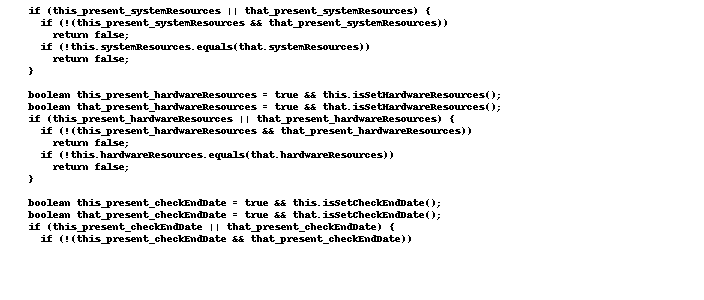 if (this_present_systemResources || that_present_systemResources) {
if (!(this_present_systemResources && that_present_systemResources))
return false;
if (!this.systemResources.equals(that.systemResources))
return false;
}
boolean this_present_hardwareResources = true && this.isSetHardwareResources();
boolean that_present_hardwareResources = true && that.isSetHardwareResources();
if (this_present_hardwareResources || that_present_hardwareResources) {
if (!(this_present_hardwareResources && that_present_hardwareResources))
return false;
if (!this.hardwareResources.equals(that.hardwareResources))
return false;
}
boolean this_present_checkEndDate = true && this.isSetCheckEndDate();
boolean that_present_checkEndDate = true && that.isSetCheckEndDate();
if (this_present_checkEndDate || that_present_checkEndDate) {
if (!(this_present_checkEndDate && that_present_checkEndDate))